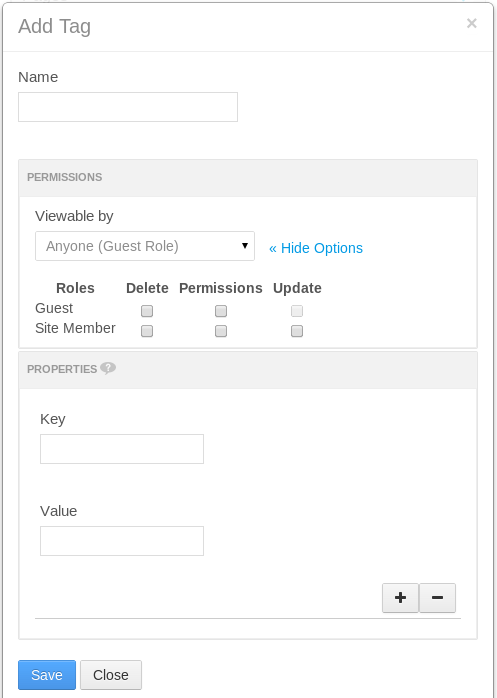 Add Tag ×
Name
PERMISSIONS
Viewable by
Anyone (Guest Role)
« Hide Options
Roles Delete Permissions Update
Guest
Site Member
PROPERTIES ?
Key
Value
+ −
Save Close